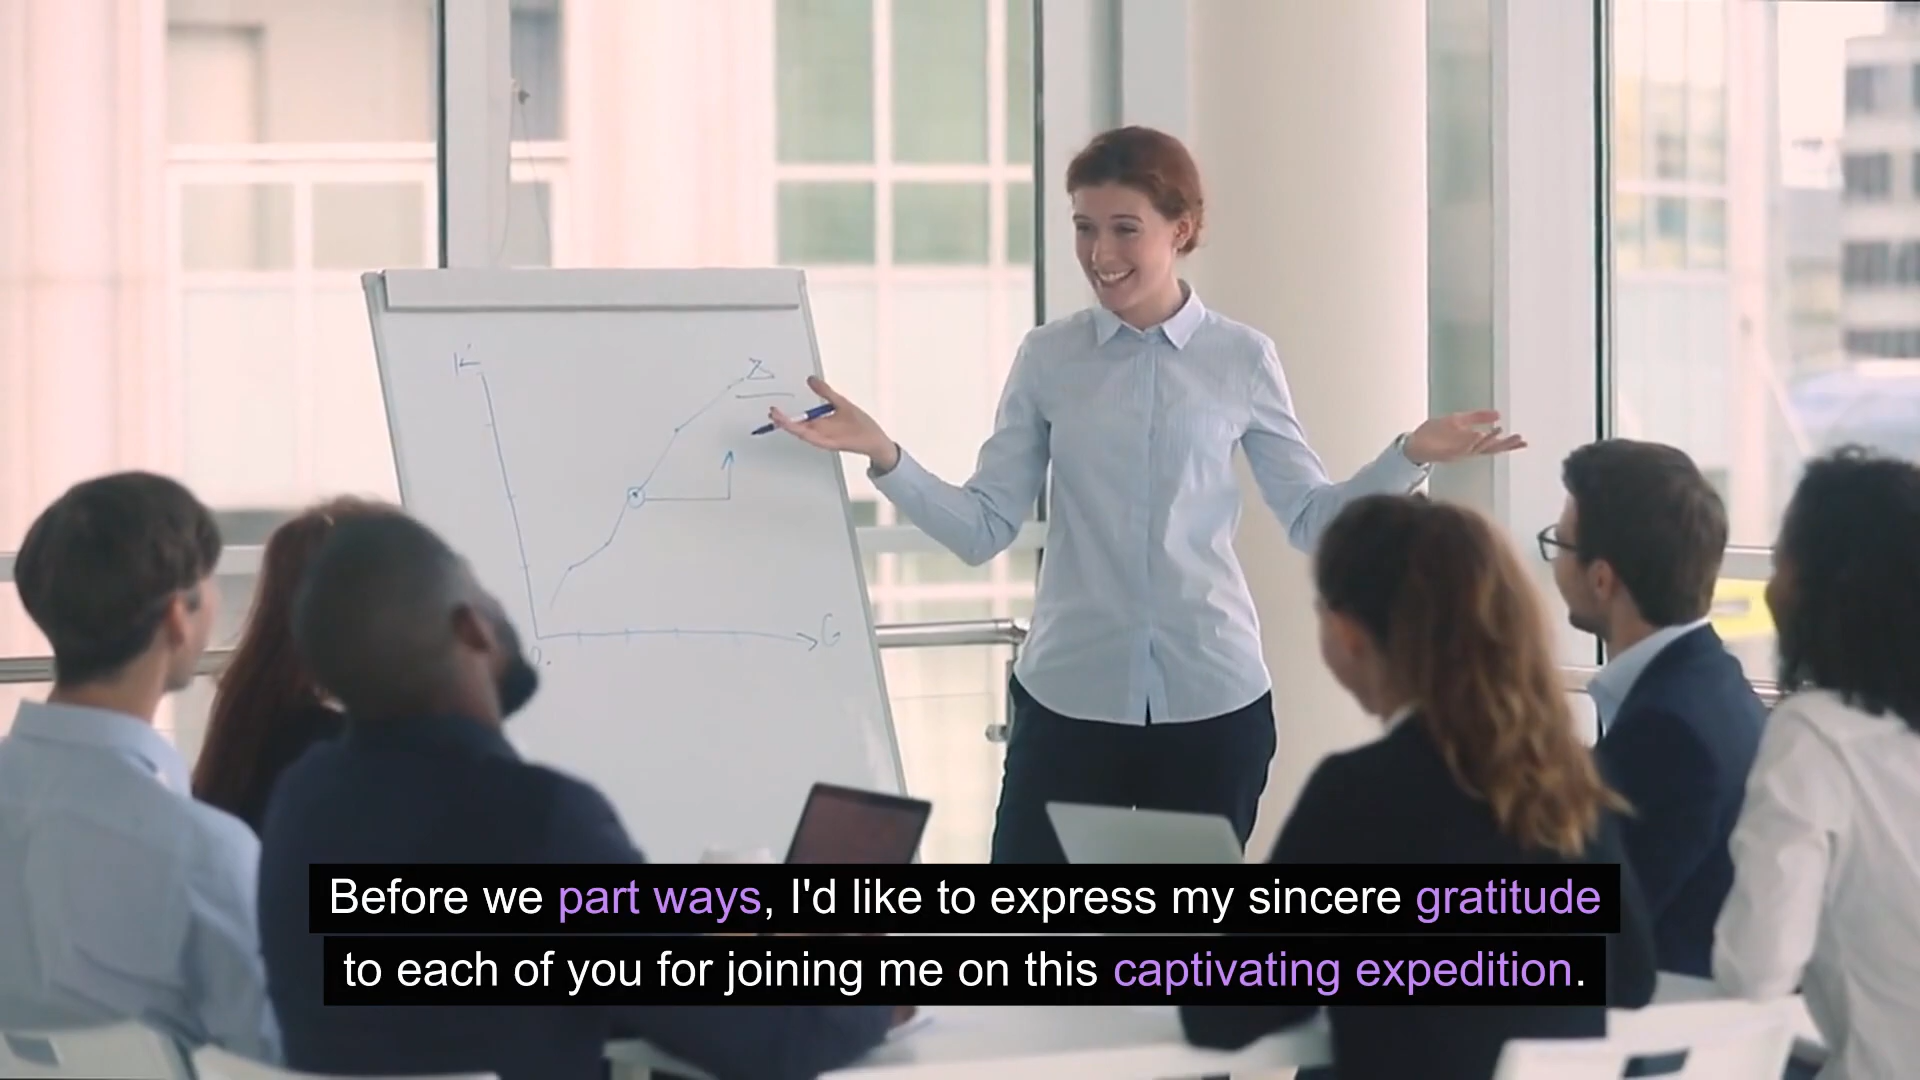 Z
G
0.
Before we part ways, I'd like to express my sincere gratitude
to each of you for joining me on this captivating expedition.